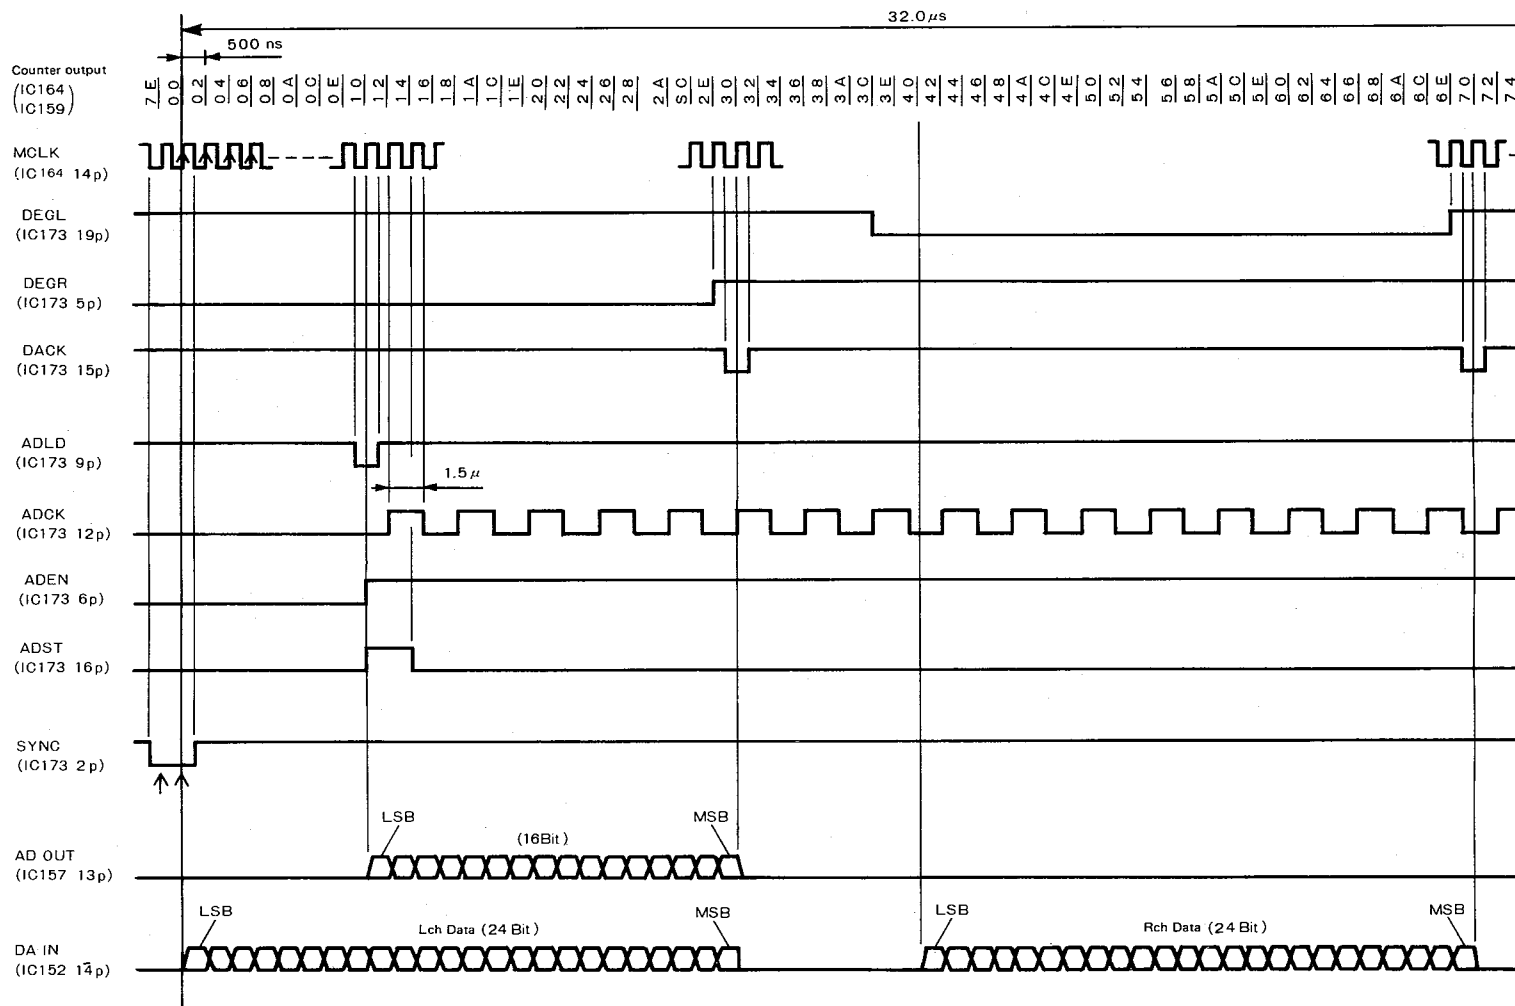 32.0μs
500 ns
Counter output
(IC164)
(IC159)
7E 00 02 04 06 08 0A 0C 0E 10 12 14 16 18 1A 1C 1E 20 22 24 26 28 2A SC 2E 30 32 34 36 38 3A 3C 3E 40 42 44 46 48 4A 4C 4E 50 52 54 56 58 5A 5C 5E 60 62 64 66 68 6A 6C 6E 70 72 74
MCLK
(IC164 14p)
DEGL
(IC173 19p)
DEGR
(IC173 5p)
DACK
(IC173 15p)
ADLD
(IC173 9p)
1.5μ
ADCK
(IC173 12p)
ADEN
(IC173 6p)
ADST
(IC173 16p)
SYNC
(IC173 2p)
LSB (16Bit) MSB
AD OUT
(IC157 13p)
LSB Lch Data (24 Bit) MSB LSB Rch Data (24 Bit) MSB
DA IN
(IC152 14p)